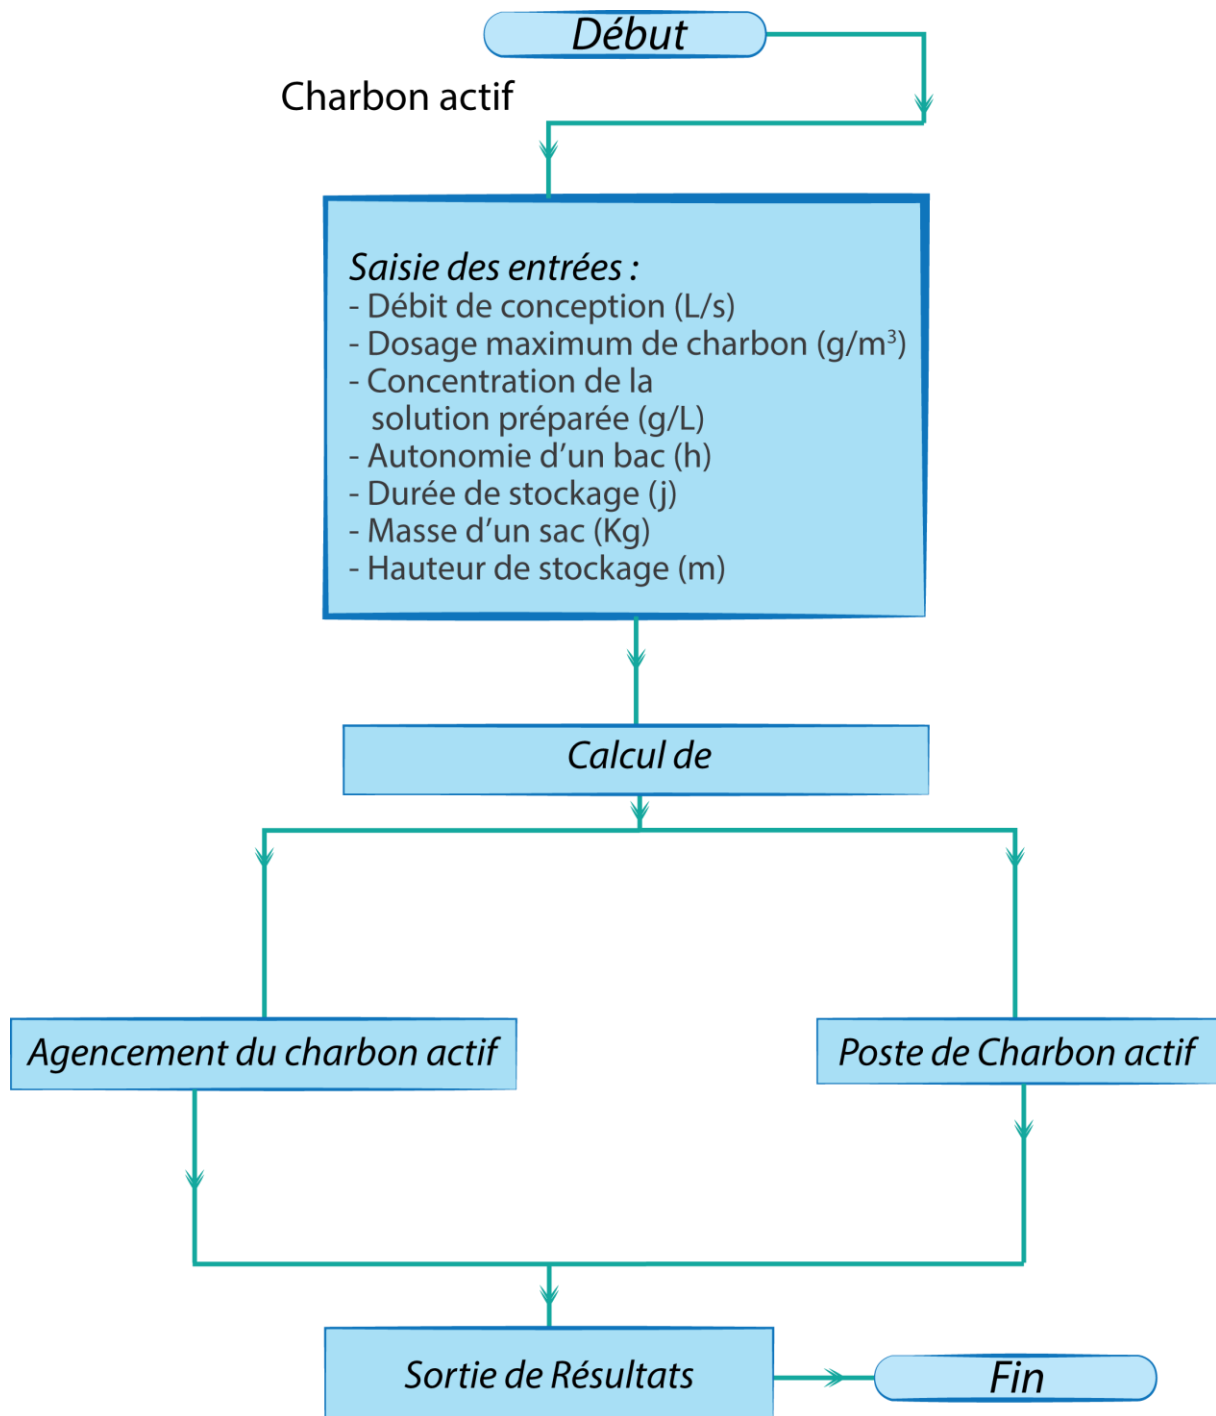 Début
Charbon actif
Saisie des entrées :
- Débit de conception (L/s)
- Dosage maximum de charbon (g/m³)
- Concentration de la
solution préparée (g/L)
- Autonomie d’un bac (h)
- Durée de stockage (j)
- Masse d’un sac (Kg)
- Hauteur de stockage (m)
Calcul de
Agencement du charbon actif
Poste de Charbon actif
Sortie de Résultats
Fin